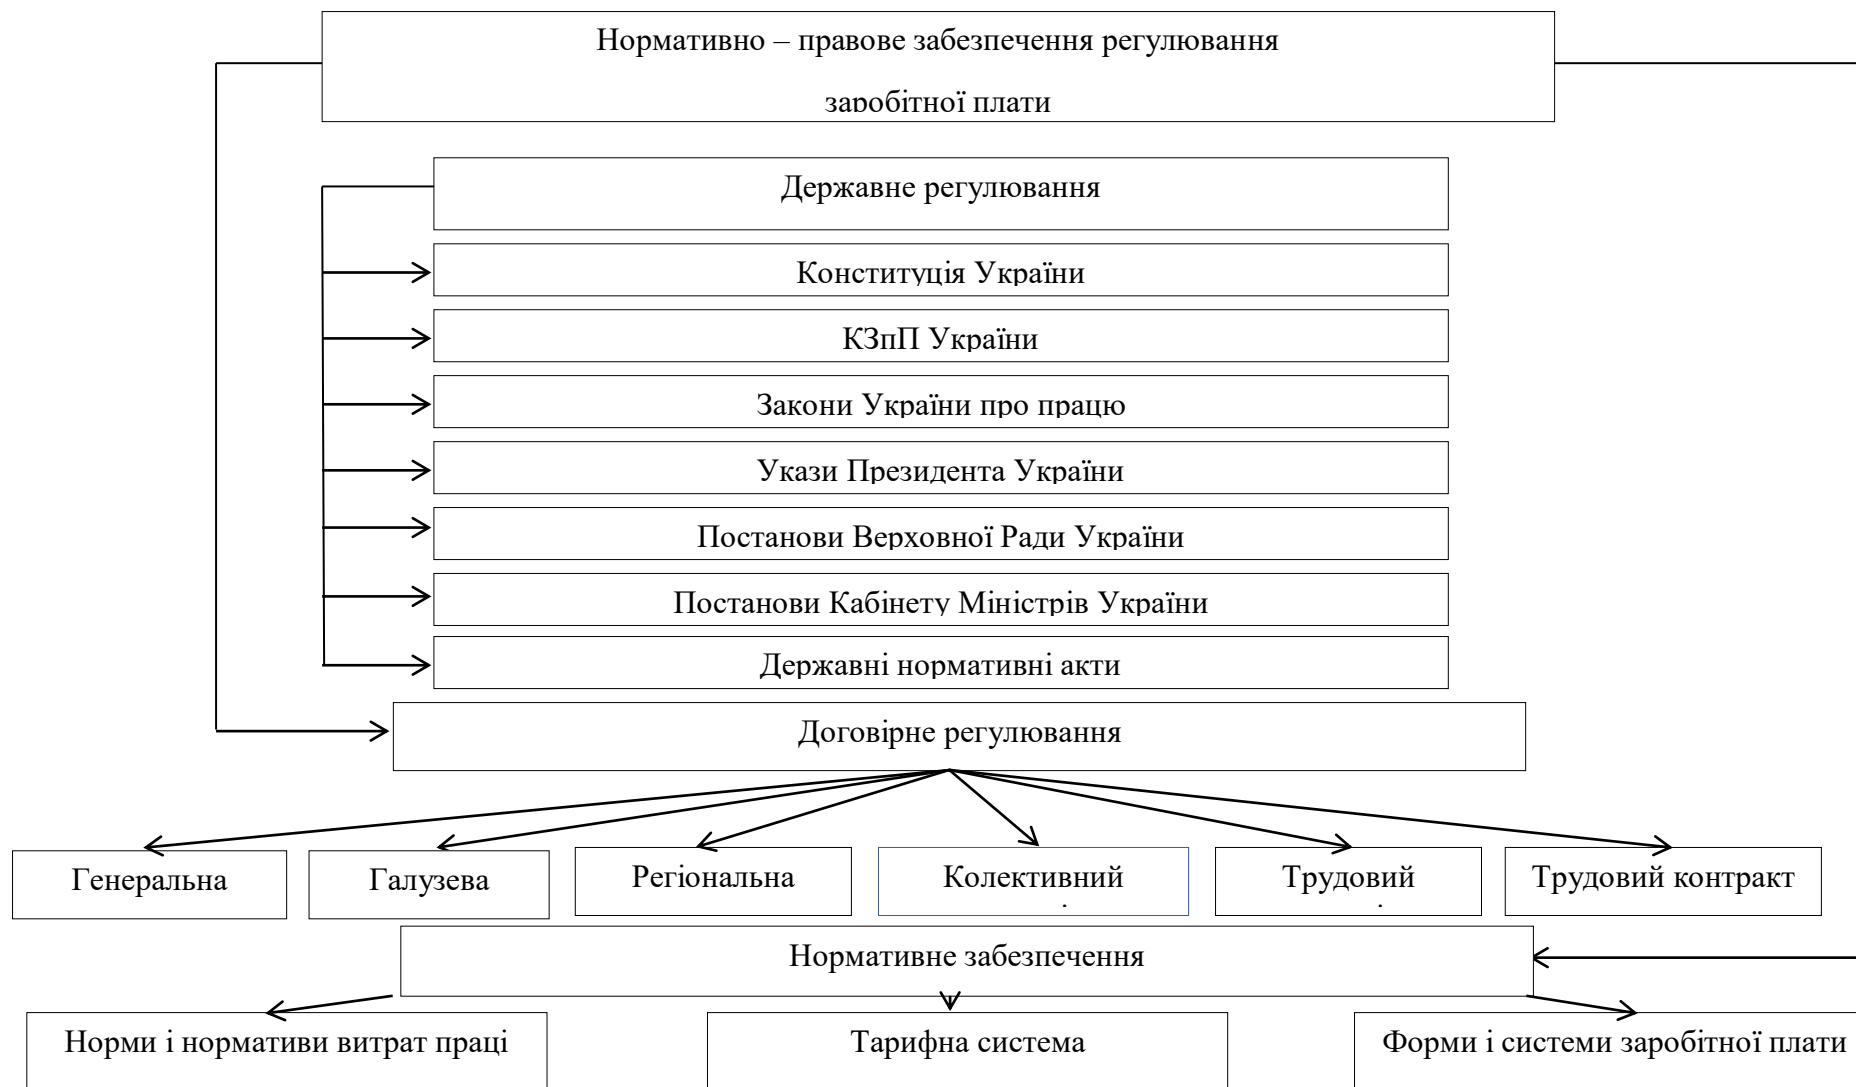 Нормативно – правове забезпечення регулювання
заробітної плати
Державне регулювання
Конституція України
КЗпП України
Закони України про працю
Укази Президента України
Постанови Верховної Ради України
Постанови Кабінету Міністрів України
Державні нормативні акти
Договірне регулювання
Генеральна
Галузева
Регіональна
Колективний
Трудовий
Трудовий контракт
Нормативне забезпечення
Норми і нормативи витрат праці
Тарифна система
Форми і системи заробітної плати